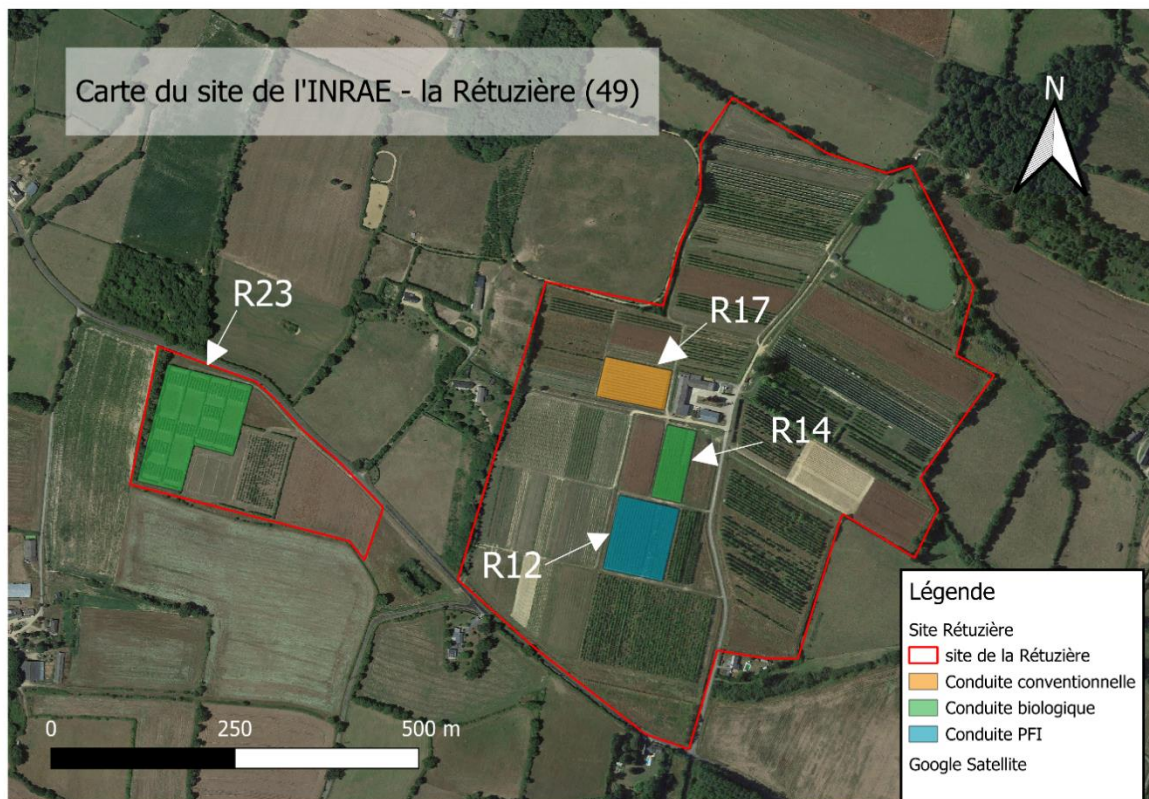 Carte du site de l'INRAE - la Rétuzière (49)
N
R23
R17
R14
R12
0 250 500 m
Légende
Site Rétuzière
site de la Rétuzière
Conduite conventionnelle
Conduite biologique
Conduite PFI
Google Satellite